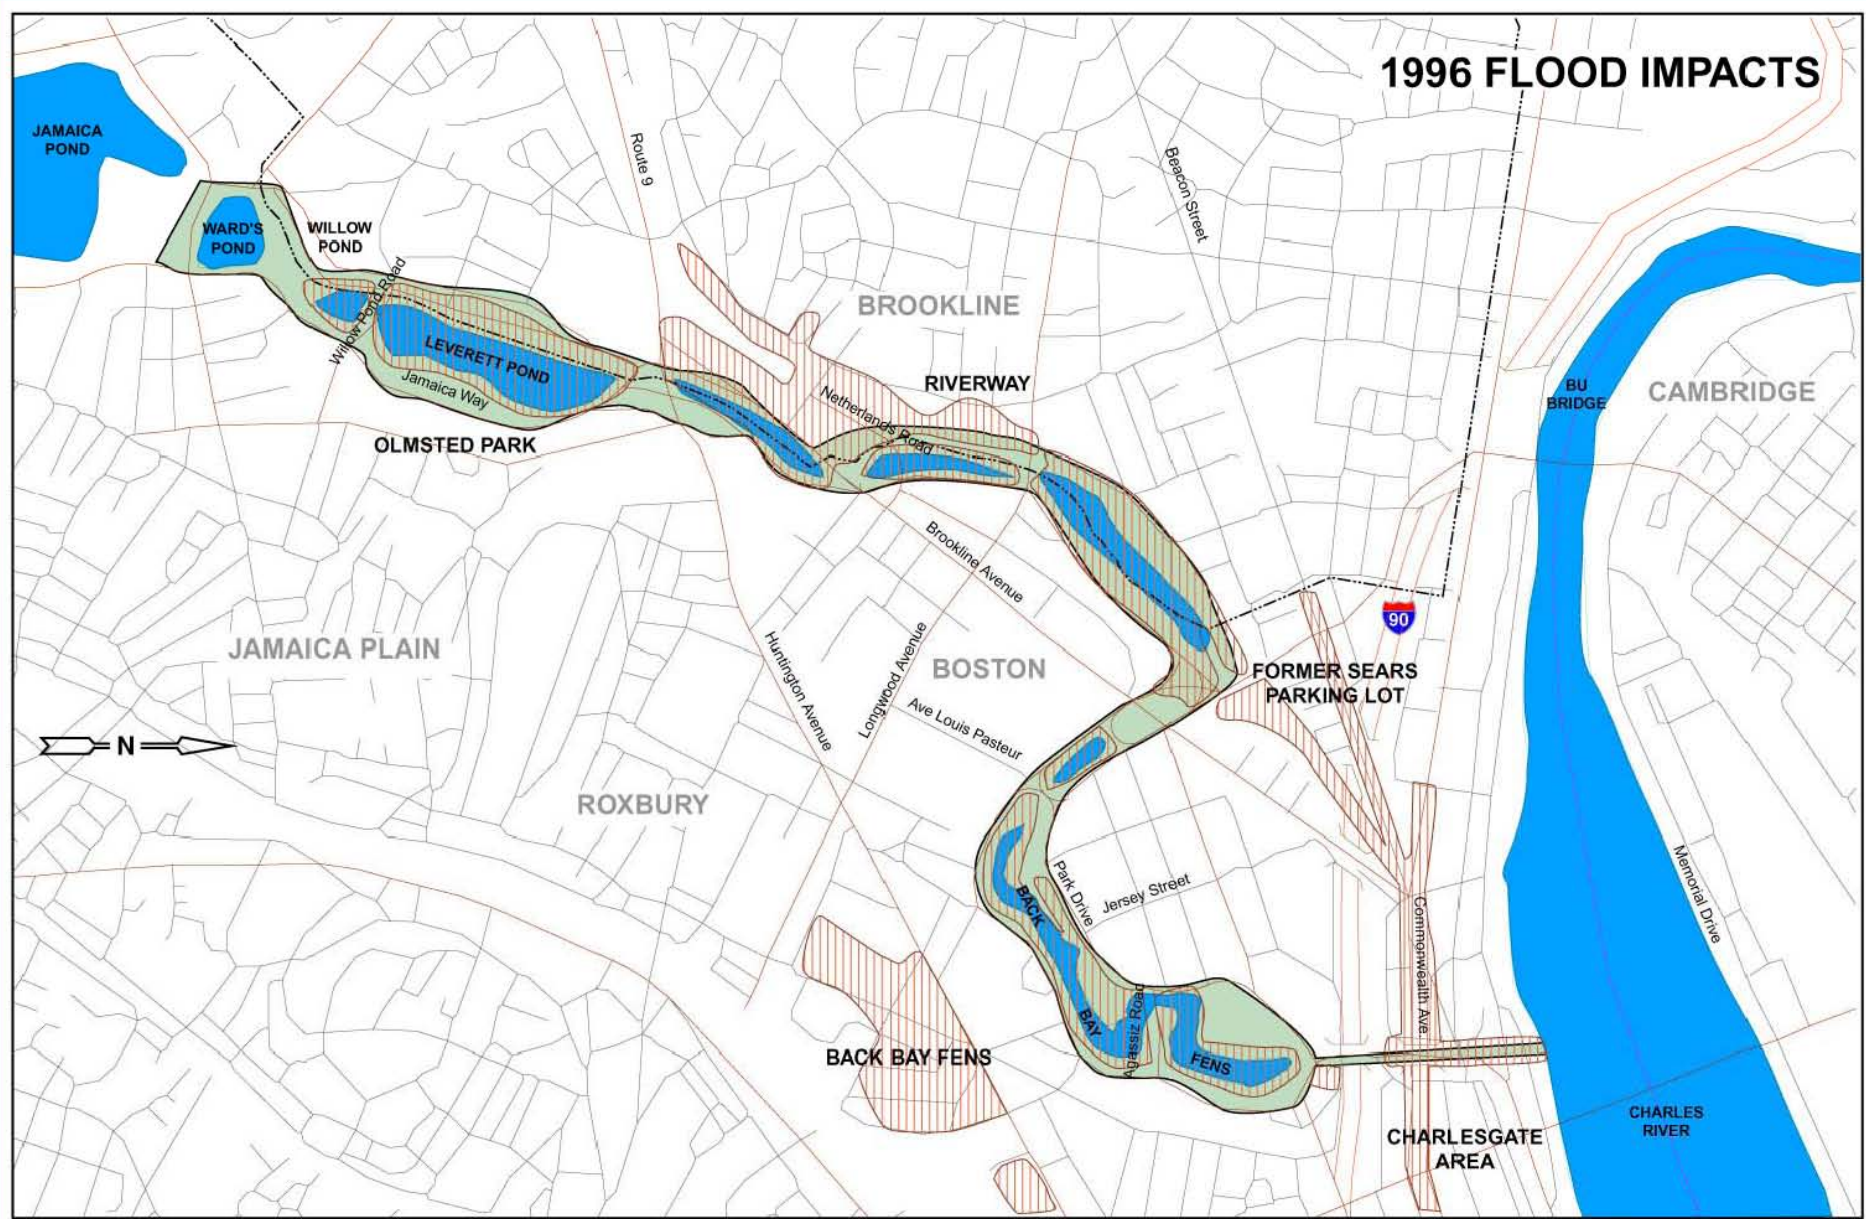 1996 FLOOD IMPACTS
JAMAICA
POND
Route 9
Beacon Street
WARD'S
POND
WILLOW
POND
Willow Pond Road
BROOKLINE
LEVERETT POND
Jamaica Way
RIVERWAY
Netherlands Road
BU
BRIDGE
CAMBRIDGE
OLMSTED PARK
Brookline Avenue
90
JAMAICA PLAIN
Huntington Avenue
Longwood Avenue
BOSTON
FORMER SEARS
PARKING LOT
Ave Louis Pasteur
N
ROXBURY
Park Drive
Jersey Street
Memorial Drive
Commonwealth Ave
BACK
BAY
FENS
Agassiz Road
BACK BAY FENS
CHARLESGATE
AREA
CHARLES
RIVER